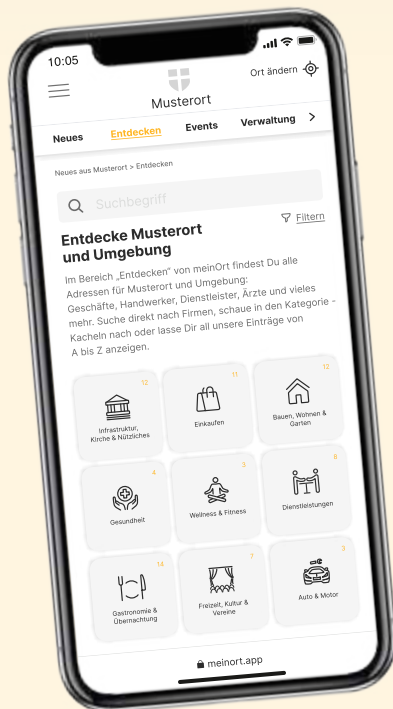 10:05
Ort ändern
Musterort
Neues Entdecken Events Verwaltung >
Neues aus Musterort > Entdecken
Suchbegriff
Filtern
Entdecke Musterort
und Umgebung
Im Bereich „Entdecken" von meinOrt findest Du alle
Adressen für Musterort und Umgebung:
Geschäfte, Handwerker, Dienstleister, Ärzte und vieles
mehr. Suche direkt nach Firmen, schaue in den Kategorie -
Kacheln nach oder lasse Dir all unsere Einträge von
A bis Z anzeigen.
12
Infrastruktur,
Kirche & Nützliches
11
Einkaufen
12
Bauen, Wohnen &
Garten
4
Gesundheit
3
Wellness & Fitness
8
Dienstleistungen
14
Gastronomie &
Übernachtung
7
Freizeit, Kultur &
Vereine
3
Auto & Motor
meinort.app